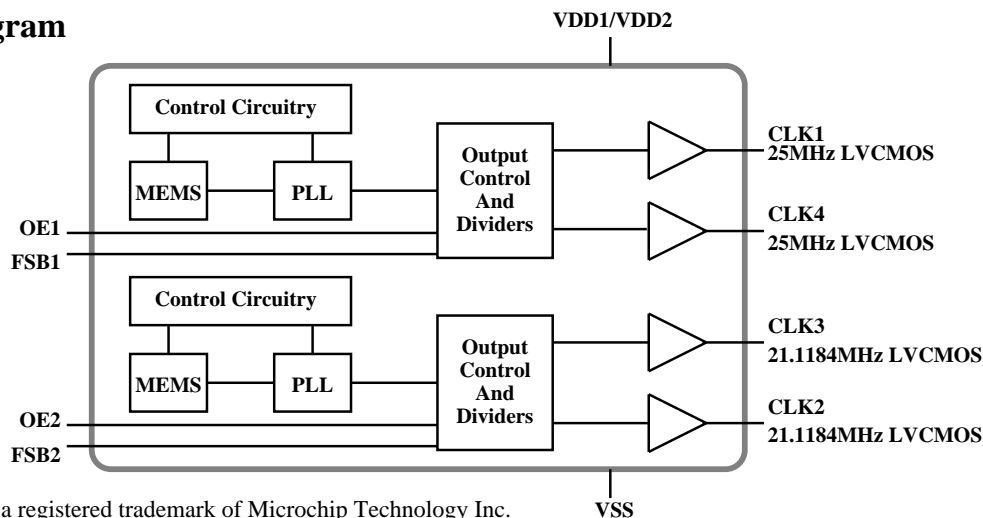 gram
VDD1/VDD2
Control Circuitry
MEMS
PLL
Output
Control
And
Dividers
CLK1
25MHz LVCMOS
CLK4
25MHz LVCMOS
OE1
FSB1
Control Circuitry
MEMS
PLL
Output
Control
And
Dividers
CLK3
21.1184MHz LVCMOS
CLK2
21.1184MHz LVCMOS
OE2
FSB2
a registered trademark of Microchip Technology Inc.
VSS